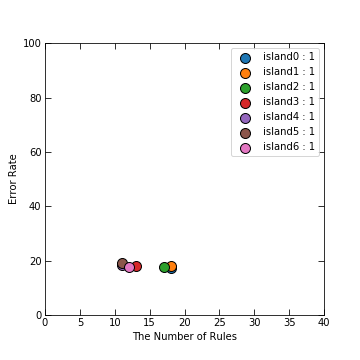 100
80
60
40
20
0
Error Rate
island0 : 1
island1 : 1
island2 : 1
island3 : 1
island4 : 1
island5 : 1
island6 : 1
0 5 10 15 20 25 30 35 40
The Number of Rules